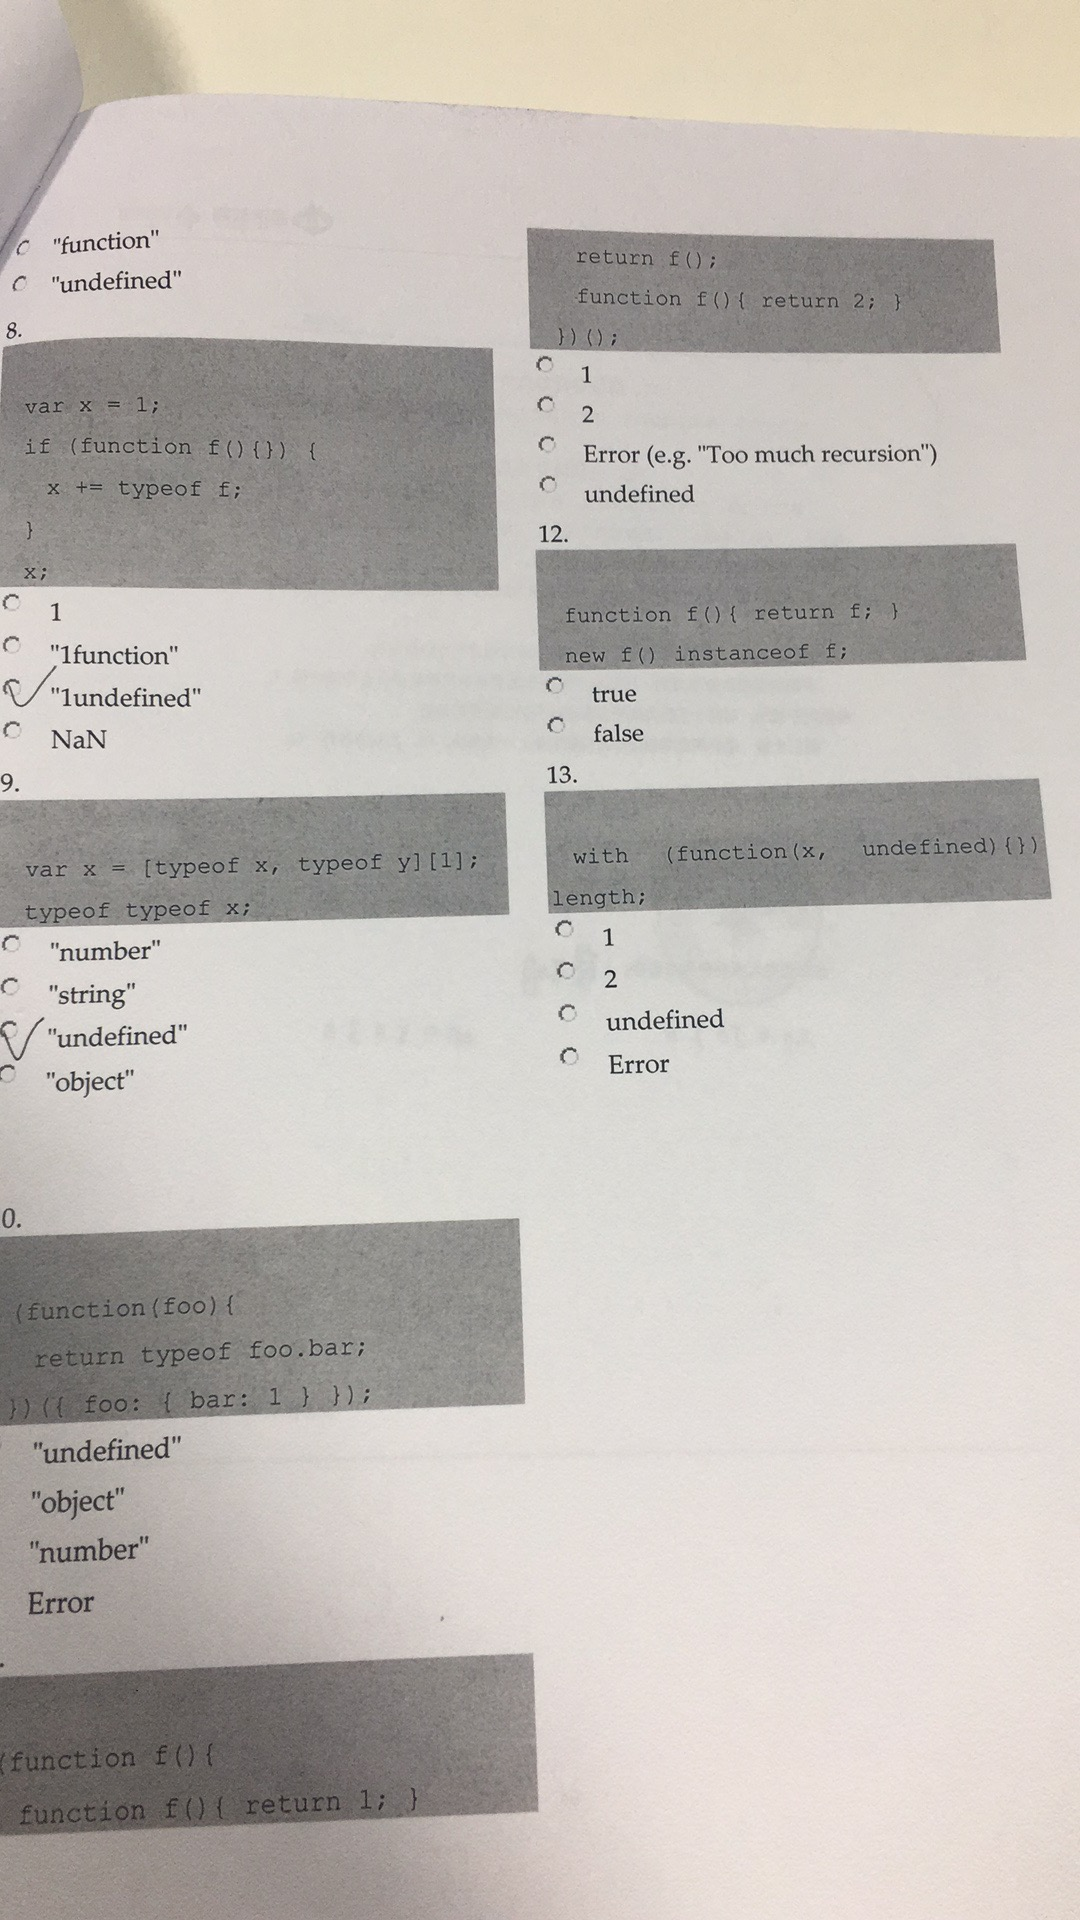 "function"
"undefined"
8.
var x = 1;
if (function f(){}) {
x += typeof f;
}
x;
1
"1function"
"1undefined"
NaN
9.
var x = [typeof x, typeof y][1];
typeof typeof x;
"number"
"string"
"undefined"
"object"
0.
(function(foo){
return typeof foo.bar;
})({ foo: { bar: 1 } });
"undefined"
"object"
"number"
Error
.
(function f(){
function f(){ return 1; }
return f();
function f(){ return 2; }
})();
1
2
Error (e.g. "Too much recursion")
undefined
12.
function f(){ return f; }
new f() instanceof f;
true
false
13.
with (function(x, undefined){})
length;
1
2
undefined
Error